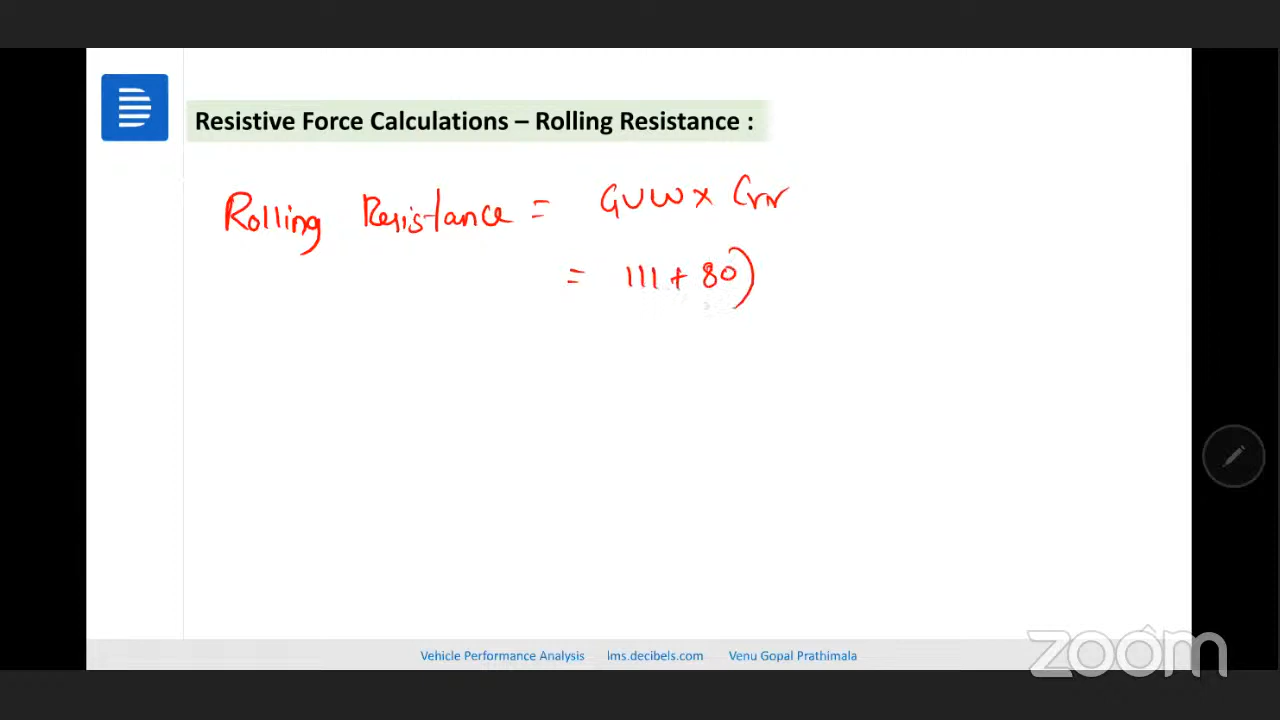 Resistive Force Calculations – Rolling Resistance :
Rolling Resistance = GVW x Crr
= 111 + 80)
Vehicle Performance Analysis lms.decibels.com Venu Gopal Prathimala
zoom